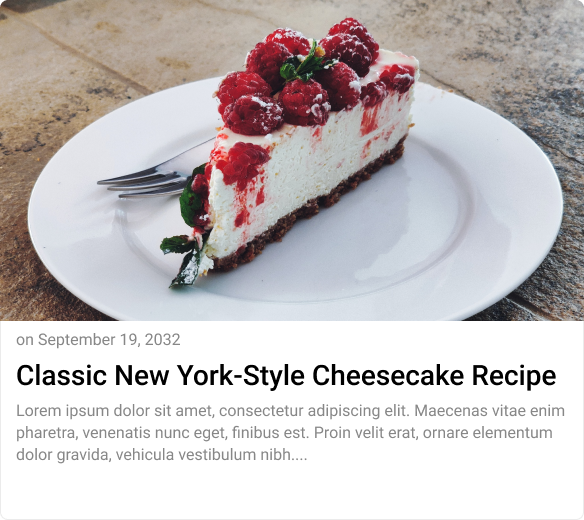 on September 19, 2032
Classic New York-Style Cheesecake Recipe
Lorem ipsum dolor sit amet, consectetur adipiscing elit. Maecenas vitae enim
pharetra, venenatis nunc eget, finibus est. Proin velit erat, ornare elementum
dolor gravida, vehicula vestibulum nibh....